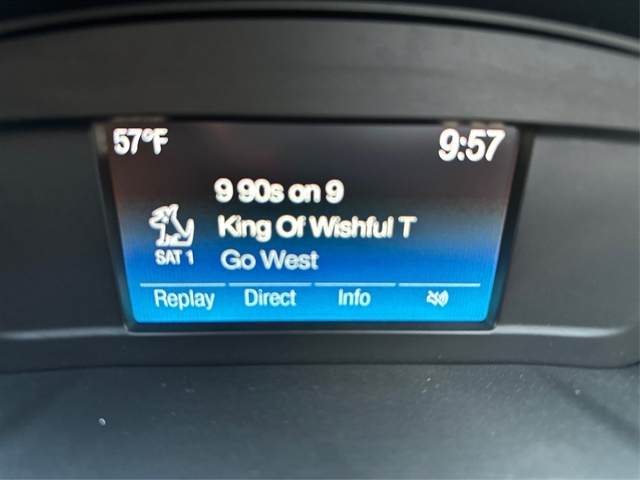 57°F 9:57
9 90s on 9
King Of Wishful T
SAT 1 Go West
Replay Direct Info